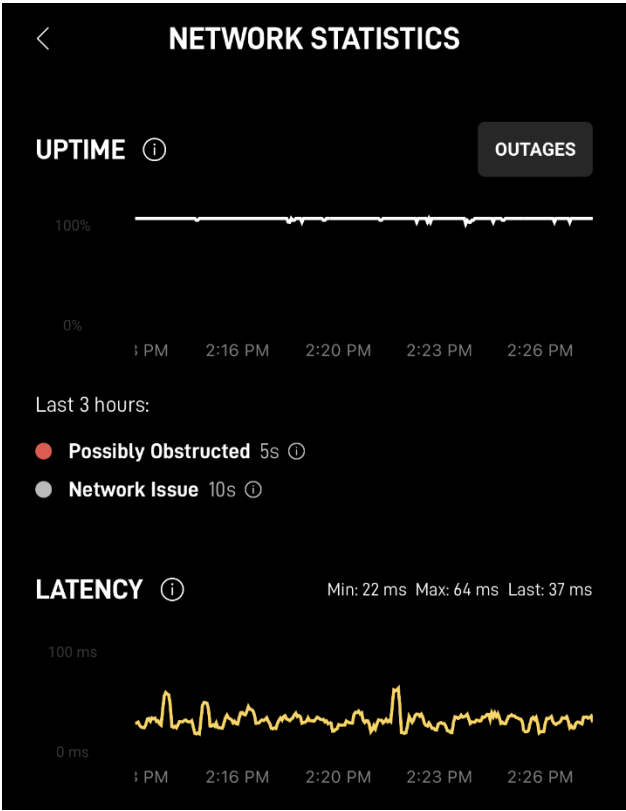 NETWORK STATISTICS
UPTIME
OUTAGES
100%
0%
PM 2:16 PM 2:20 PM 2:23 PM 2:26 PM
Last 3 hours:
Possibly Obstructed 5s
Network Issue 10s
LATENCY Min: 22 ms Max: 64 ms Last: 37 ms
100 ms
0 ms
PM 2:16 PM 2:20 PM 2:23 PM 2:26 PM